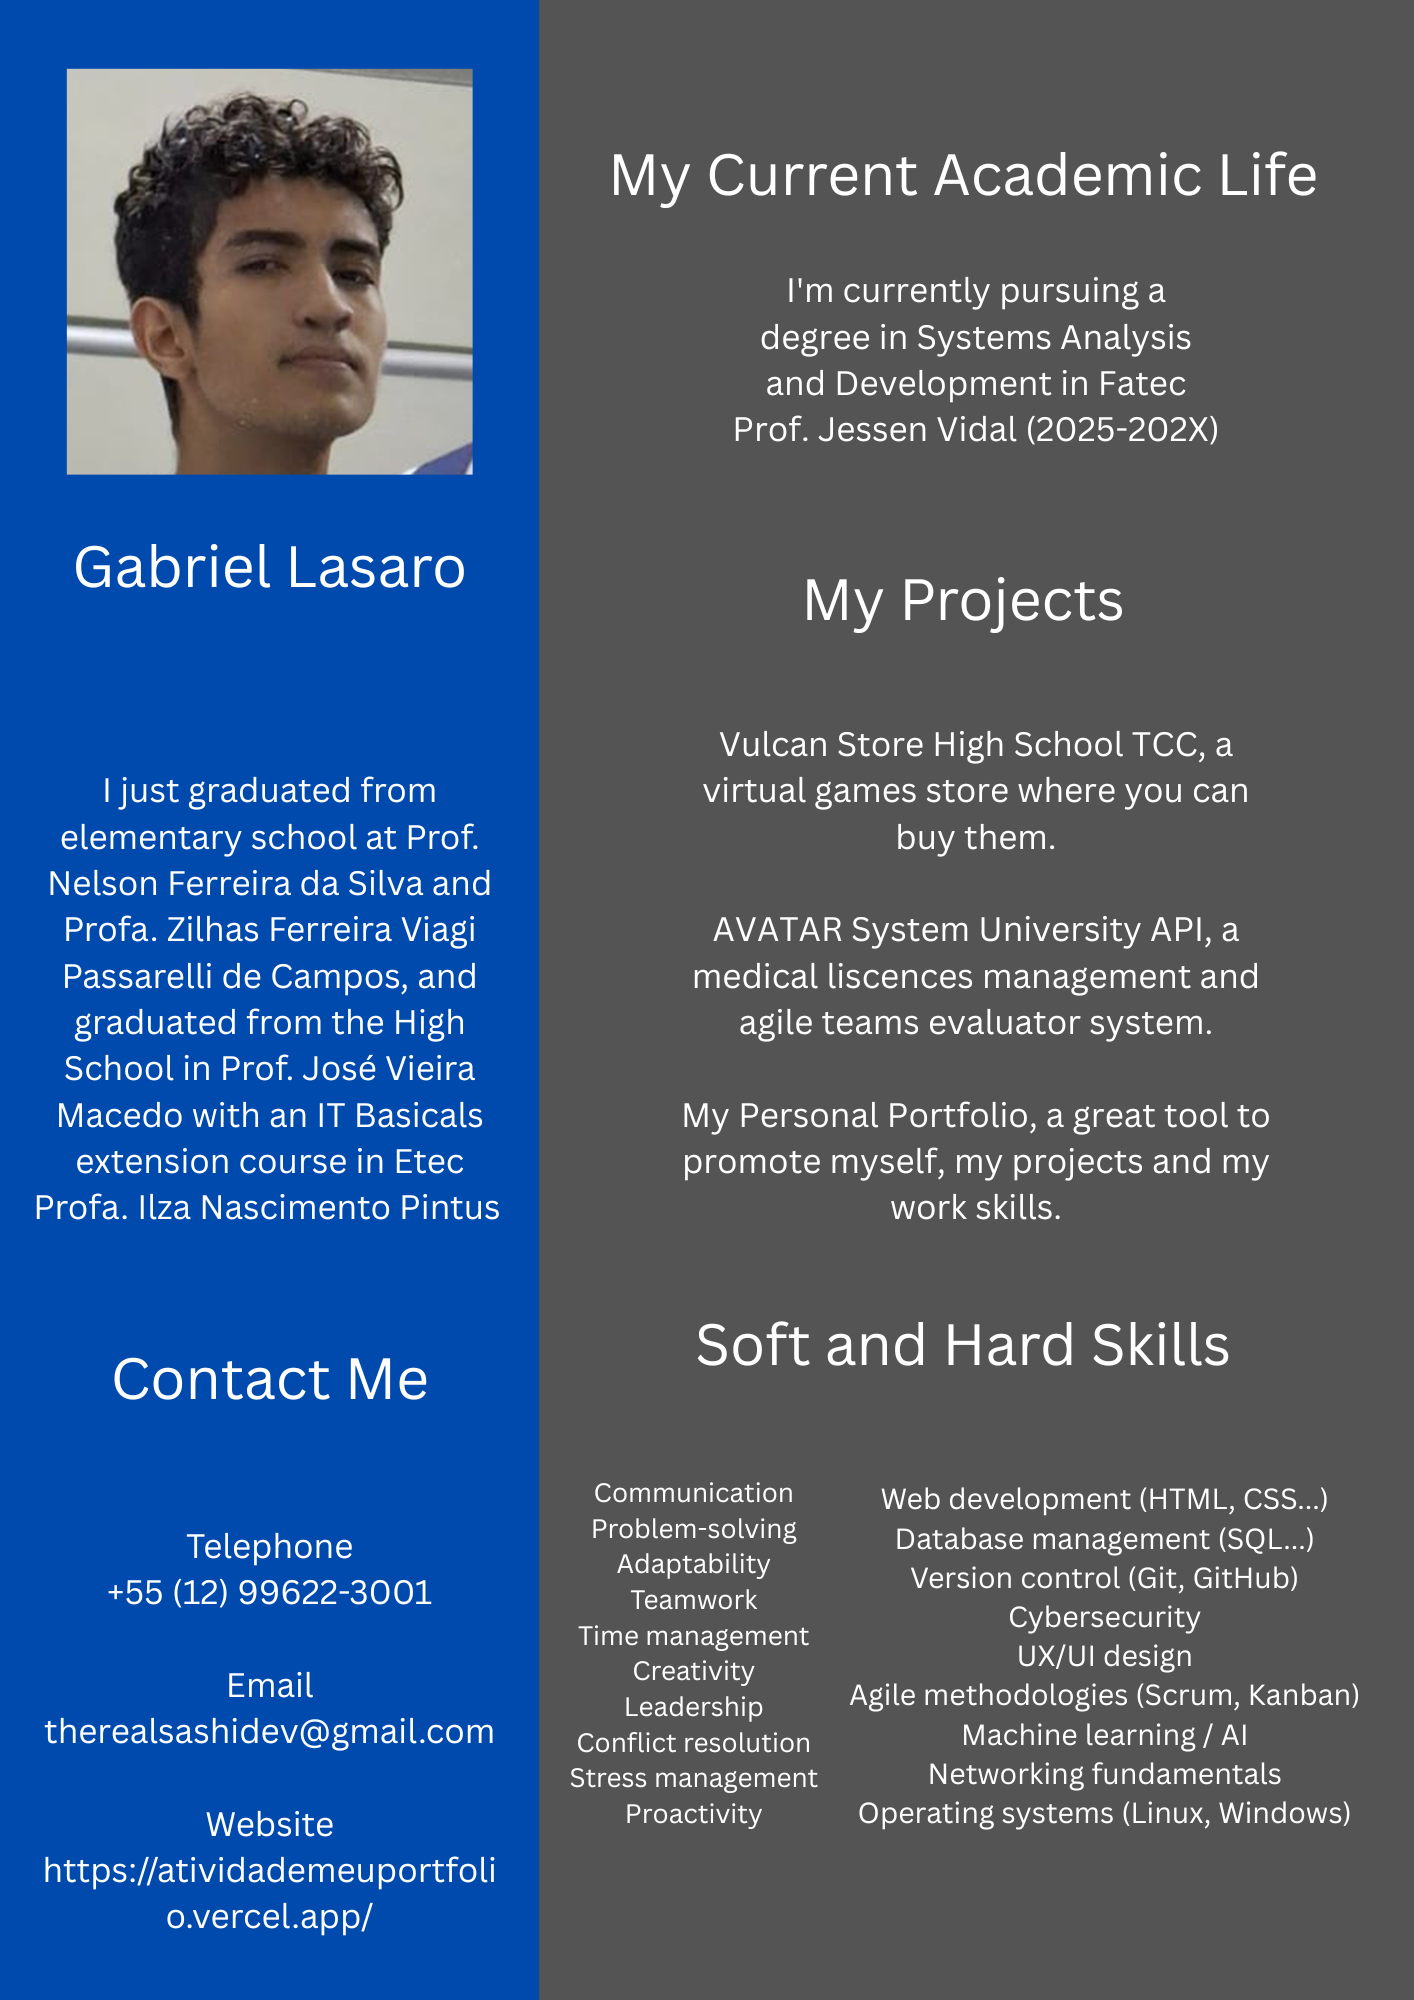 Gabriel Lasaro
I just graduated from
elementary school at Prof.
Nelson Ferreira da Silva and
Profa. Zilhas Ferreira Viagi
Passarelli de Campos, and
graduated from the High
School in Prof. José Vieira
Macedo with an IT Basicals
extension course in Etec
Profa. Ilza Nascimento Pintus
Contact Me
Telephone
+55 (12) 99622-3001
Email
therealsashidev@gmail.com
Website
https://atividademeuportfoli
o.vercel.app/
My Current Academic Life
I'm currently pursuing a
degree in Systems Analysis
and Development in Fatec
Prof. Jessen Vidal (2025-202X)
My Projects
Vulcan Store High School TCC, a
virtual games store where you can
buy them.
AVATAR System University API, a
medical liscences management and
agile teams evaluator system.
My Personal Portfolio, a great tool to
promote myself, my projects and my
work skills.
Soft and Hard Skills
Communication
Problem-solving
Adaptability
Teamwork
Time management
Creativity
Leadership
Conflict resolution
Stress management
Proactivity
Web development (HTML, CSS...)
Database management (SQL...)
Version control (Git, GitHub)
Cybersecurity
UX/UI design
Agile methodologies (Scrum, Kanban)
Machine learning / AI
Networking fundamentals
Operating systems (Linux, Windows)